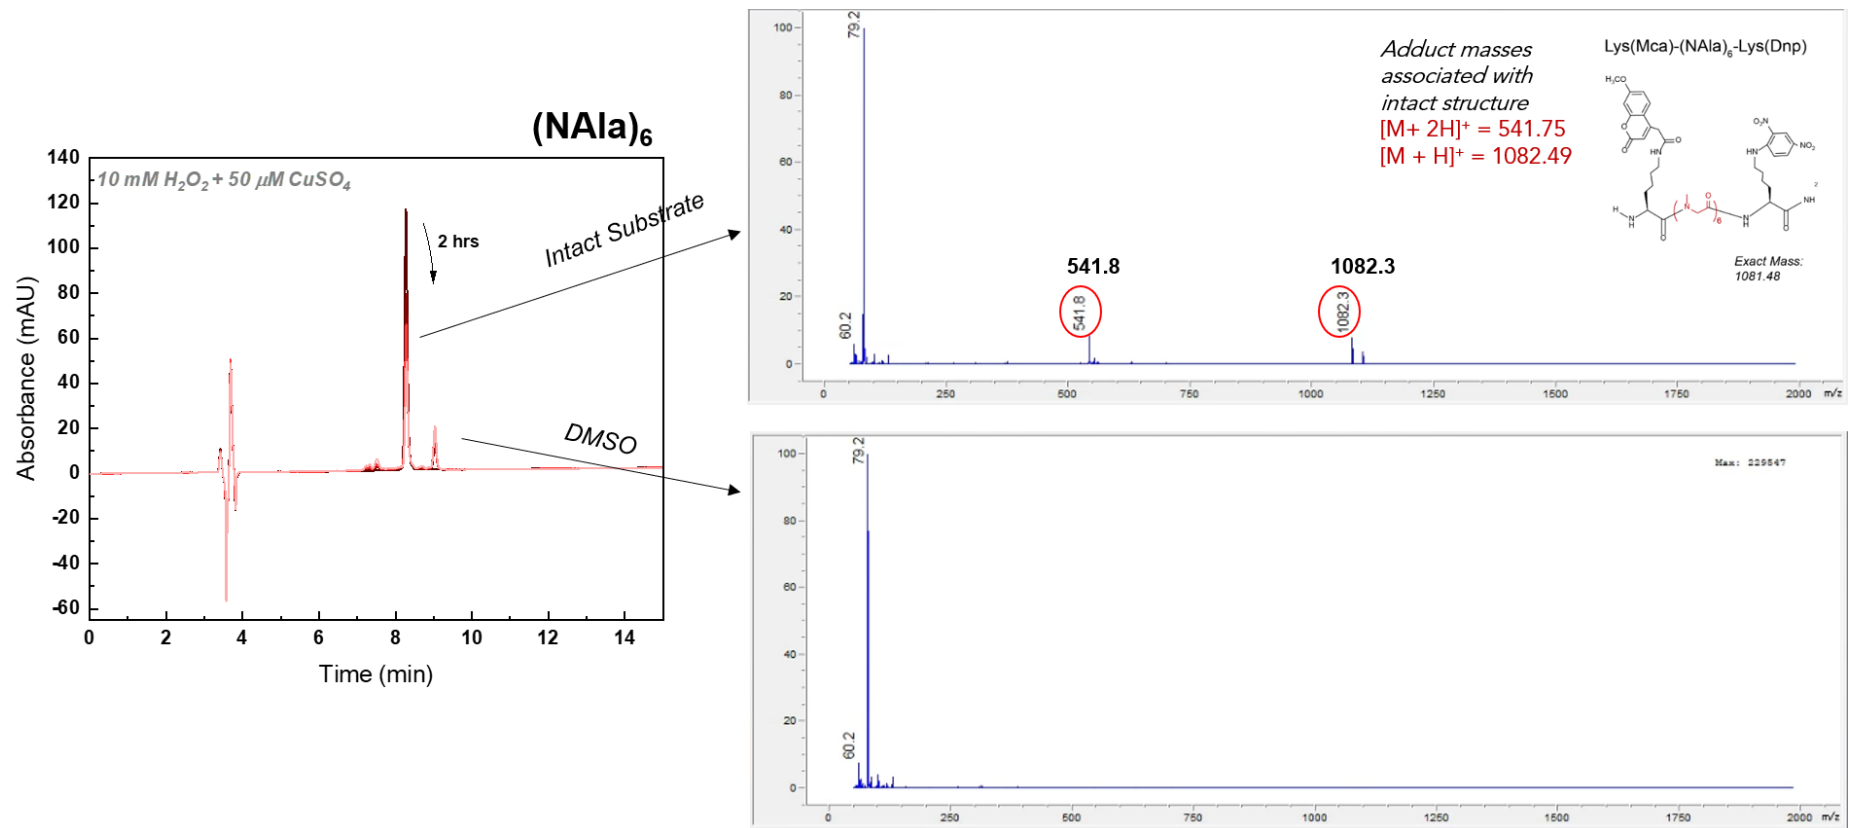 (NAla)6
10 mM H2O2 + 50 μM CuSO4
2 hrs
Intact Substrate
DMSO
140
120
100
80
60
40
20
0
-20
-40
-60
Absorbance (mAU)
0 2 4 6 8 10 12 14
Time (min)
79.2
60.2
541.8
541.8
1082.3
1082.3
100
80
60
40
20
0
0 250 500 750 1000 1250 1500 1750 2000 m/z
Adduct masses
associated with
intact structure
[M+ 2H]+ = 541.75
[M + H]+ = 1082.49
Lys(Mca)-(NAla)6-Lys(Dnp)
H3CO
O
O
O
HN
O2N
NO2
HN
H
N
H
O
N
O
6
N
H
O
NH
2
Exact Mass:
1081.48
79.2
60.2
Max: 229547
100
80
60
40
20
0
0 250 500 750 1000 1250 1500 1750 2000 m/z